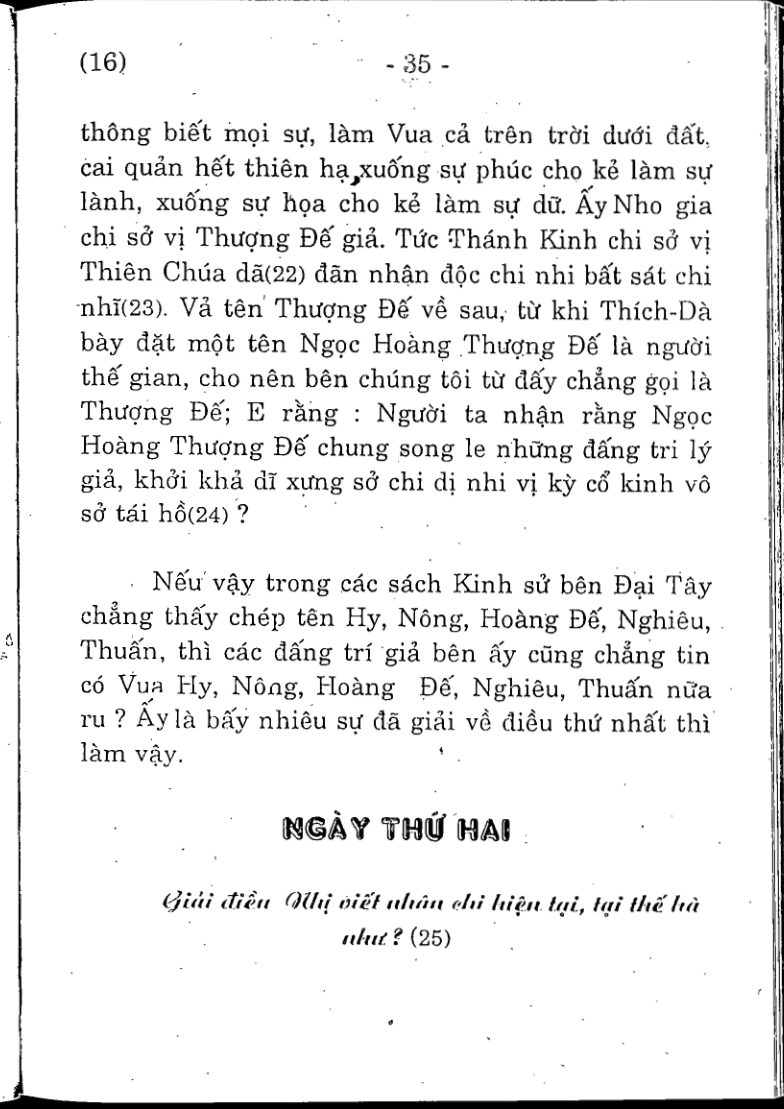 (16) - 35 -
thông biết mọi sự, làm Vua cả trên trời dưới đất,
cai quản hết thiên hạ, xuống sự phúc cho kẻ làm sự
lành, xuống sự họa cho kẻ làm sự dữ. Ấy Nho gia
chi sở vị Thượng Đế giả. Tức Thánh Kinh chi sở vị
Thiên Chúa dã(22) đãn nhận độc chi nhi bất sát chi
nhĩ(23). Vả tên Thượng Đế về sau, từ khi Thích-Dà
bày đặt một tên Ngọc Hoàng Thượng Đế là người
thế gian, cho nên bên chúng tôi từ đấy chẳng gọi là
Thượng Đế; E rằng : Người ta nhận rằng Ngọc
Hoàng Thượng Đế chung song le những đấng tri lý
giả, khởi khả dĩ xưng sở chi dị nhi vị kỳ cổ kinh vô
sở tái hồ(24) ?
Nếu vậy trong các sách Kinh sử bên Đại Tây
chẳng thấy chép tên Hy, Nông, Hoàng Đế, Nghiêu,
Thuấn, thì các đấng trí giả bên ấy cũng chẳng tin
có Vua Hy, Nông, Hoàng Đế, Nghiêu, Thuấn nữa
ru ? Ấy là bấy nhiêu sự đã giải về điều thứ nhất thì
làm vậy.
NGÀY THỨ HAI
Giải điều Nhị viết nhân chi hiện tại, tại thế hà
như ? (25)